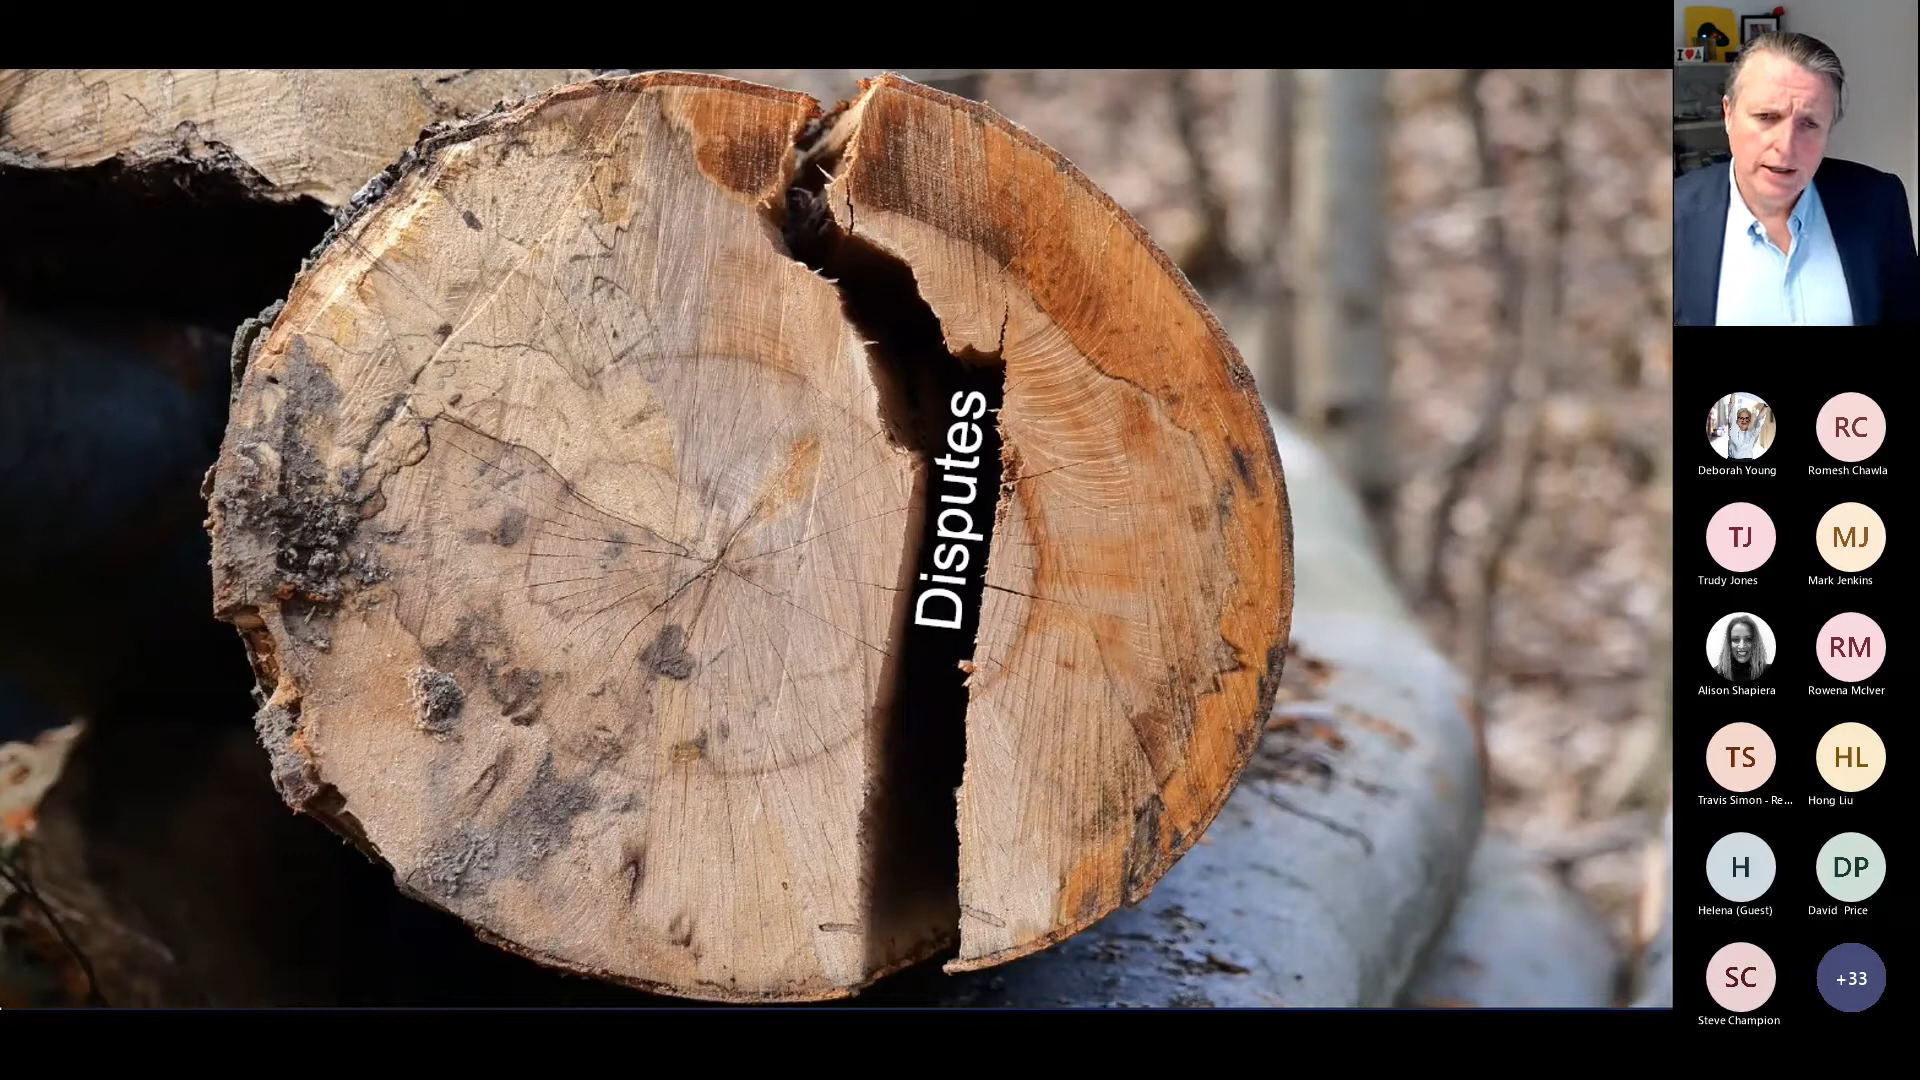 Disputes
I ♥
Deborah Young
RC
Romesh Chawla
TJ
Trudy Jones
MJ
Mark Jenkins
Alison Shapiera
RM
Rowena McIver
TS
Travis Simon - Re...
HL
Hong Liu
H
Helena (Guest)
DP
David Price
SC
Steve Champion
+33